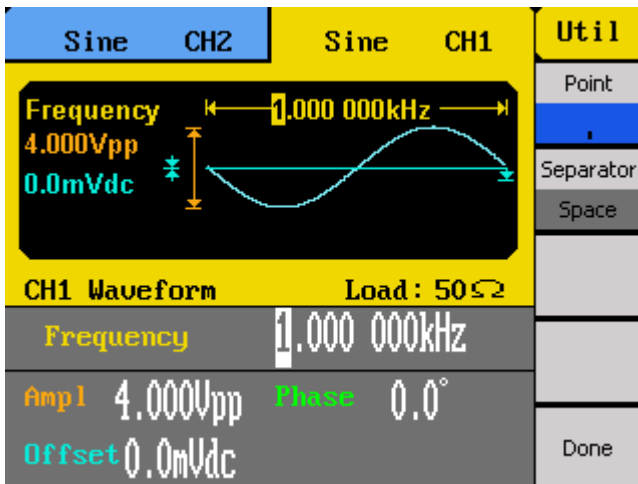 Sine CH2 Sine CH1 Util
Point
.
Separator
Space
Done
Frequency 1.000 000kHz
4.000Vpp
0.0mVdc
CH1 Waveform Load: 50Ω
Frequency 1.000 000kHz
Ampl 4.000Vpp Phase 0.0°
Offset 0.0mVdc